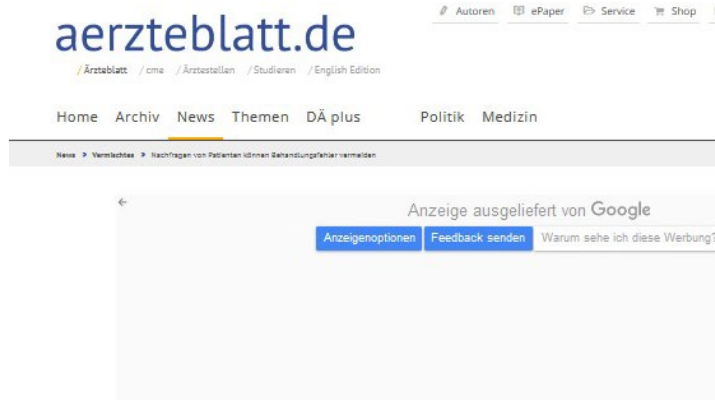 Autoren ePaper Service Shop
aerzteblatt.de
/ Ärzteblatt / cme / Ärztestellen / Studieren / English Edition
Home Archiv News Themen DÄ plus Politik Medizin
News > Vermischtes > Nachfragen von Patienten können Behandlungsfehler vermeiden
Anzeige ausgeliefert von Google
Anzeigenoptionen Feedback senden Warum sehe ich diese Werbung?